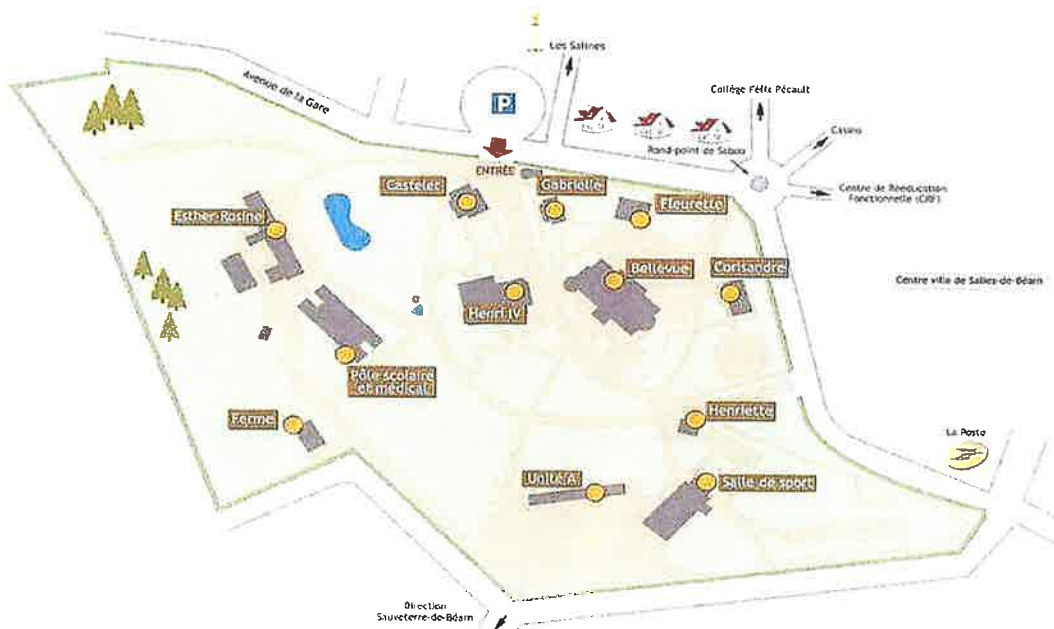 Les Salines
Avenue de la Gare
P
Collège Félix Pécault
Casino
Rond-point de
ENTRÉE
Castelet
Gabrielle
Centre de Rééducation
Fonctionnelle (CRF)
Esther-Rosine
Fleurette
Bellevue
Corisandre
Centre ville de Salies-de-Béarn
Henri IV
Pôle scolaire
et médical
Ferme
Henriette
La Poste
Unité A
Salle de sport
Direction
Sauveterre-de-Béarn